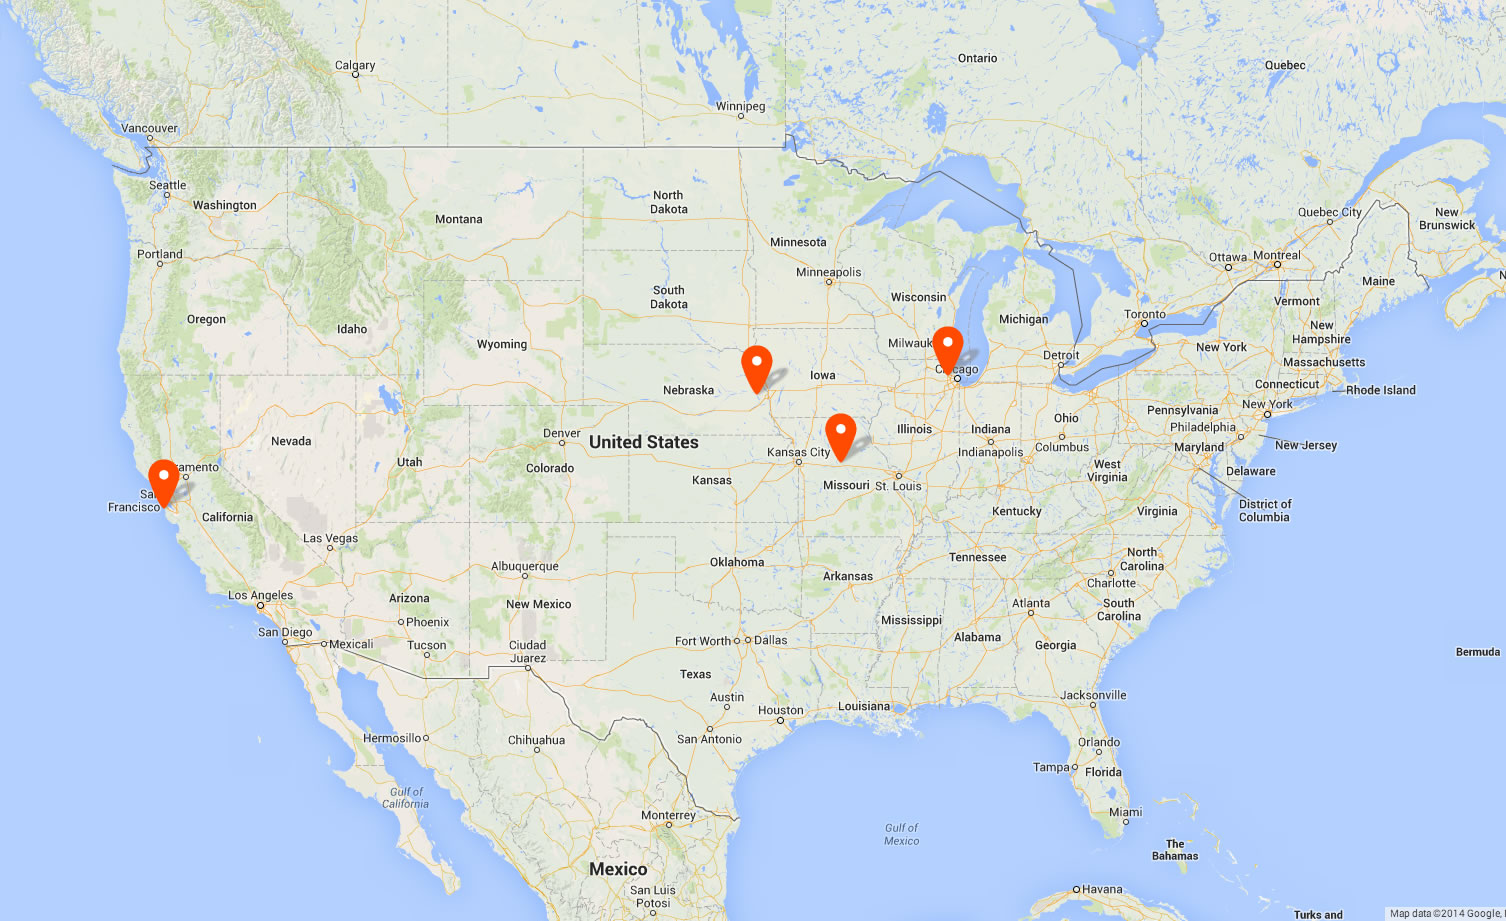 Calgary
Ontario
Quebec
Winnipeg
Vancouver
Seattle
Washington
North
Dakota
Montana
Quebec City
New
Brunswick
Minnesota
Portland
Ottawa
Montreal
Minneapolis
Maine
South
Dakota
Wisconsin
Vermont
Oregon
Michigan
Toronto
Idaho
New
Hampshire
Wyoming
Milwauk
New York
Detroit
Massachusetts
Chicago
Iowa
Nebraska
Connecticut
Rhode Island
New York
Pennsylvania
Ohio
Philadelphia
Nevada
Denver
United States
Illinois
Indiana
New Jersey
Columbus
Maryland
Kansas City
Indianapolis
Utah
Colorado
ramento
West
Virginia
Delaware
Kansas
Missouri
St. Louis
Sa
Francisco
California
Kentucky
Virginia
District of
Columbia
Las Vegas
Albuquerque
Oklahoma
Tennessee
North
Carolina
Arkansas
Charlotte
Los Angeles
Arizona
New Mexico
Atlanta
South
Carolina
Phoenix
Mississippi
San Diego
Mexicali
Tucson
Ciudad
Juarez
Fort Worth
Dallas
Alabama
Georgia
Bermuda
Texas
Austin
Jacksonville
Houston
Louisiana
Hermosillo
Chihuahua
San Antonio
Orlando
Tampa
Florida
Gulf of
California
Monterrey
Miami
Gulf of
Mexico
The
Bahamas
Mexico
San Luis
Potosi
Havana
Turks and
Map data ©2014 Google,